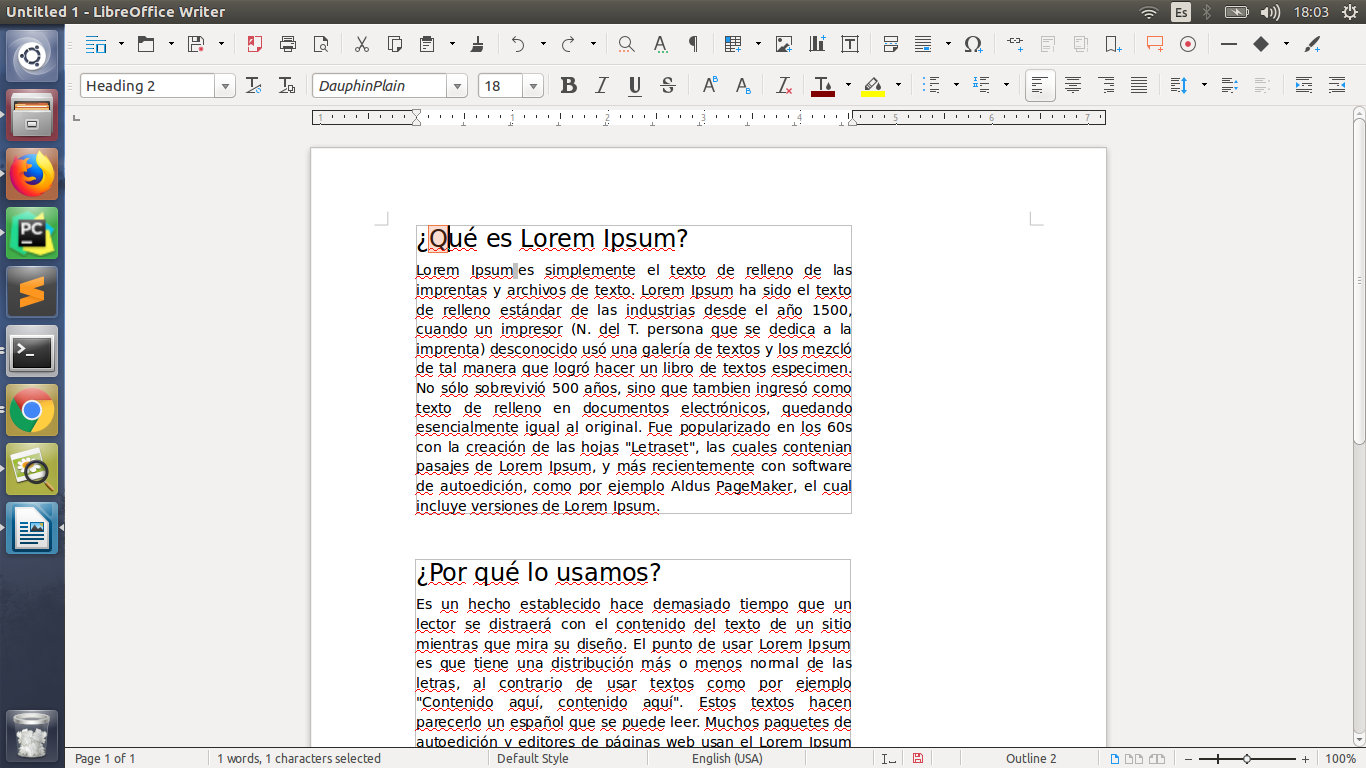 Untitled 1 - LibreOffice Writer
Es
18:03
Heading 2
DauphinPlain
18
1 1 2 3 4 5 6 7
¿Qué es Lorem Ipsum?
Lorem Ipsum es simplemente el texto de relleno de las
imprentas y archivos de texto. Lorem Ipsum ha sido el texto
de relleno estándar de las industrias desde el año 1500,
cuando un impresor (N. del T. persona que se dedica a la
imprenta) desconocido usó una galería de textos y los mezcló
de tal manera que logró hacer un libro de textos especimen.
No sólo sobrevivió 500 años, sino que tambien ingresó como
texto de relleno en documentos electrónicos, quedando
esencialmente igual al original. Fue popularizado en los 60s
con la creación de las hojas "Letraset", las cuales contenian
pasajes de Lorem Ipsum, y más recientemente con software
de autoedición, como por ejemplo Aldus PageMaker, el cual
incluye versiones de Lorem Ipsum.
¿Por qué lo usamos?
Es un hecho establecido hace demasiado tiempo que un
lector se distraerá con el contenido del texto de un sitio
mientras que mira su diseño. El punto de usar Lorem Ipsum
es que tiene una distribución más o menos normal de las
letras, al contrario de usar textos como por ejemplo
"Contenido aquí, contenido aquí". Estos textos hacen
parecerlo un español que se puede leer. Muchos paquetes de
autoedición y editores de páginas web usan el Lorem Ipsum
Page 1 of 1
1 words, 1 characters selected
Default Style
English (USA)
Outline 2
100%